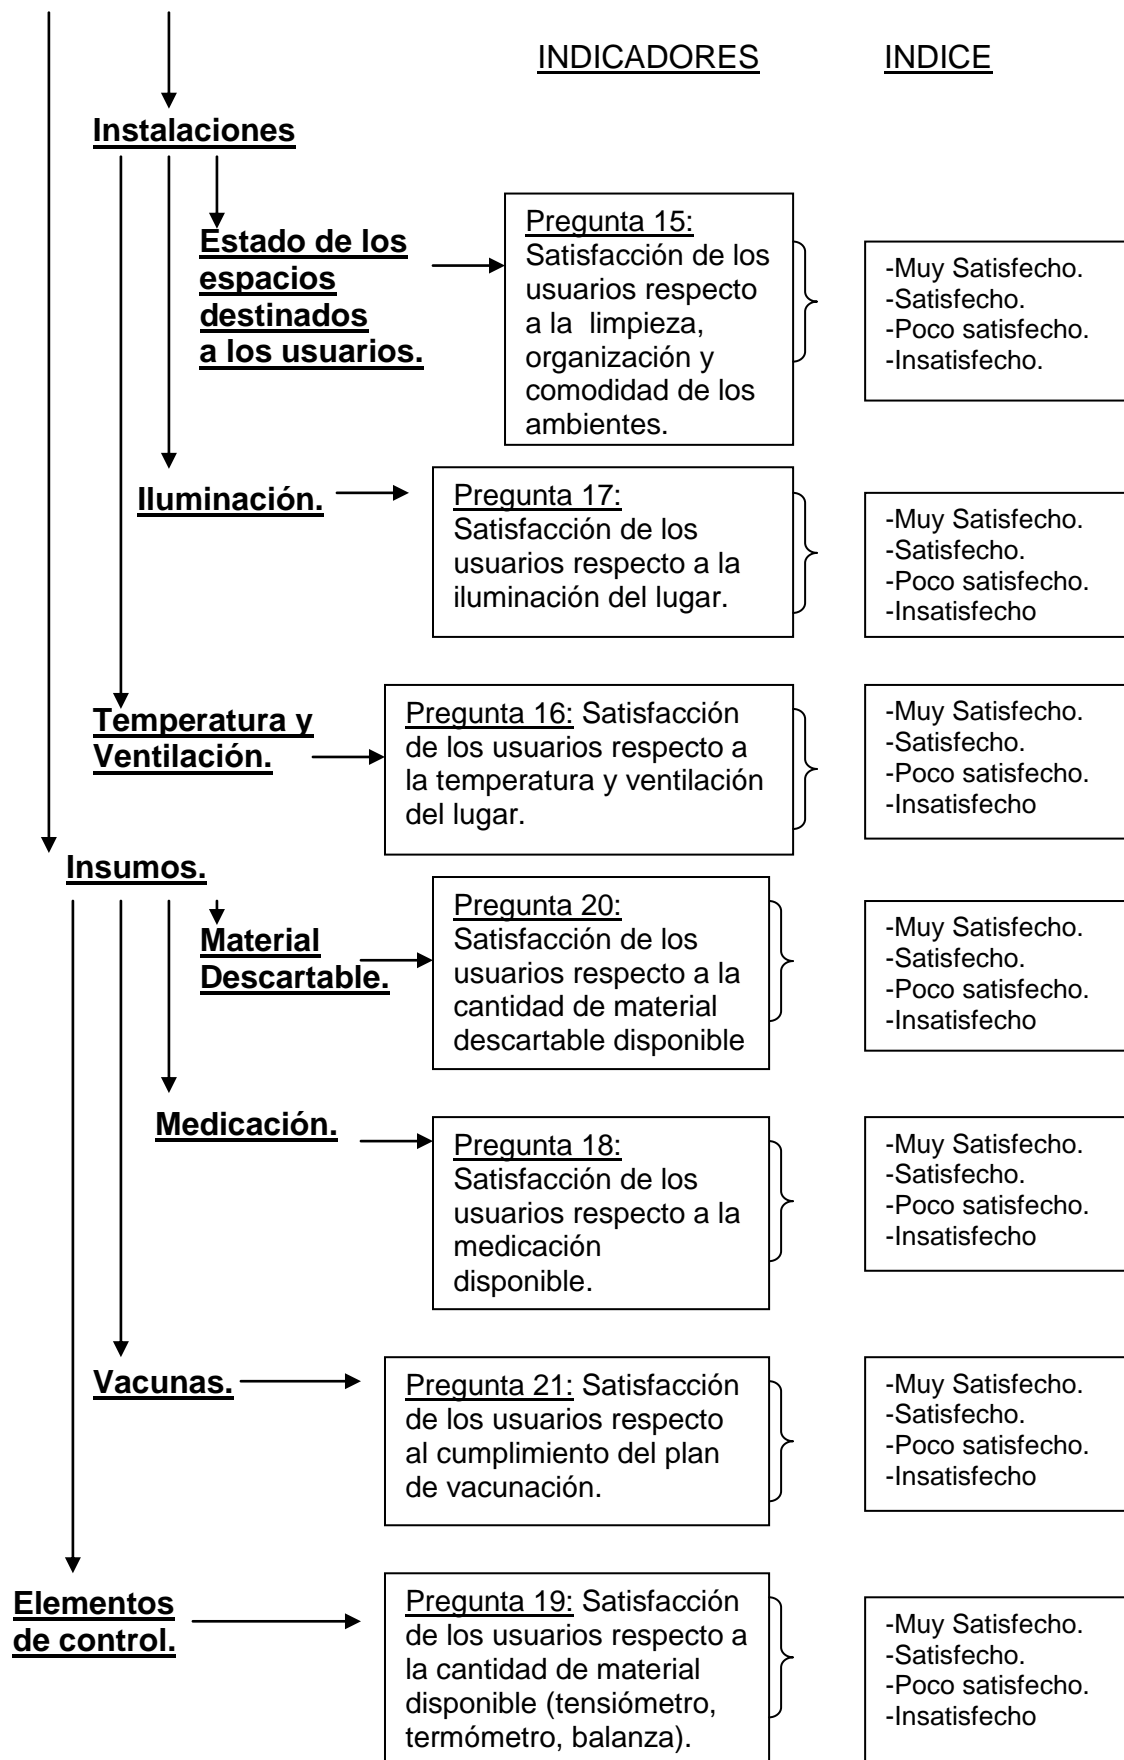 INDICADORES
INDICE
Instalaciones
Estado de los
espacios
destinados
a los usuarios.
Pregunta 15:
Satisfacción de los
usuarios respecto
a la  limpieza,
organización y
comodidad de los
ambientes.
-Muy Satisfecho.
-Satisfecho.
-Poco satisfecho.
-Insatisfecho.
Iluminación.
Pregunta 17:
Satisfacción de los
usuarios respecto a la
iluminación del lugar.
-Muy Satisfecho.
-Satisfecho.
-Poco satisfecho.
-Insatisfecho
Temperatura y
Ventilación.
Pregunta 16: Satisfacción
de los usuarios respecto a
la temperatura y ventilación
del lugar.
-Muy Satisfecho.
-Satisfecho.
-Poco satisfecho.
-Insatisfecho
Insumos.
Material
Descartable.
Pregunta 20:
Satisfacción de los
usuarios respecto a la
cantidad de material
descartable disponible
-Muy Satisfecho.
-Satisfecho.
-Poco satisfecho.
-Insatisfecho
Medicación.
Pregunta 18:
Satisfacción de los
usuarios respecto a la
medicación
disponible.
-Muy Satisfecho.
-Satisfecho.
-Poco satisfecho.
-Insatisfecho
Vacunas.
Pregunta 21: Satisfacción
de los usuarios respecto
al cumplimiento del plan
de vacunación.
-Muy Satisfecho.
-Satisfecho.
-Poco satisfecho.
-Insatisfecho
Elementos
de control.
Pregunta 19: Satisfacción
de los usuarios respecto a
la cantidad de material
disponible (tensiómetro,
termómetro, balanza).
-Muy Satisfecho.
-Satisfecho.
-Poco satisfecho.
-Insatisfecho